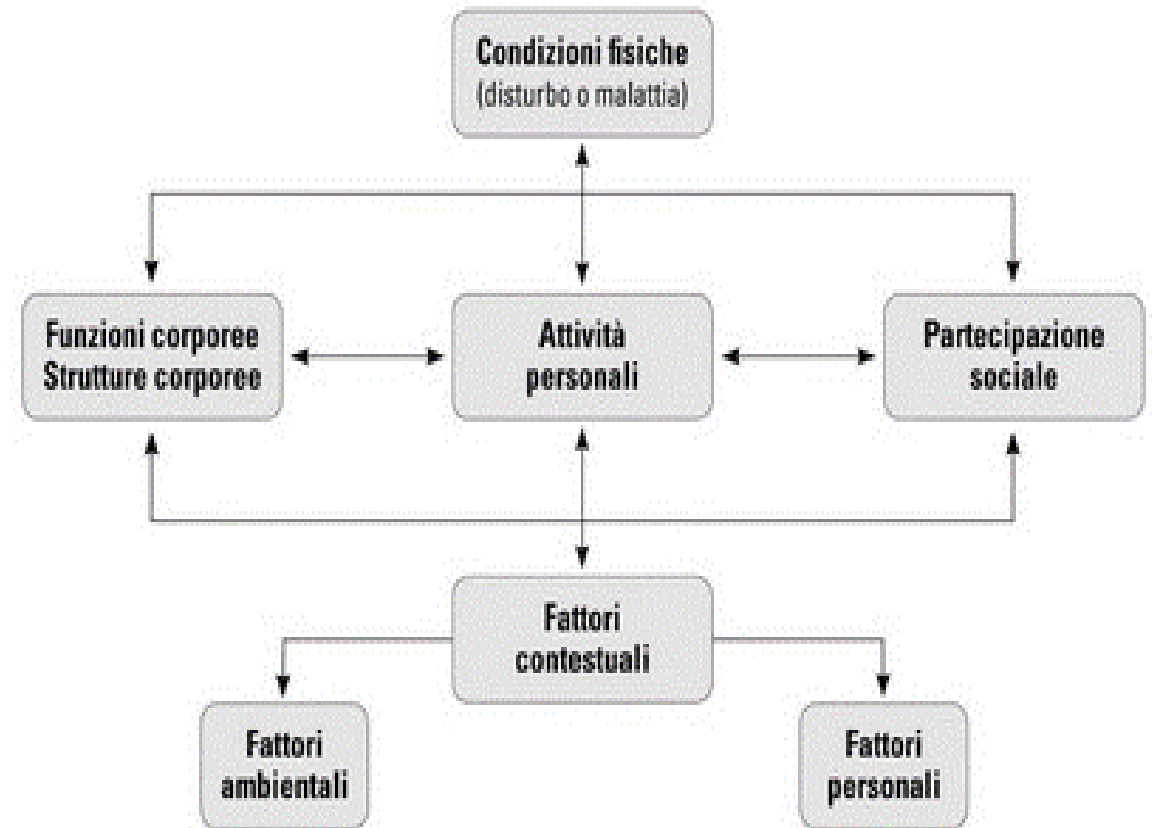 Condizioni fisiche
(disturbo o malattia)
Funzioni corporee
Strutture corporee
Attività
personali
Partecipazione
sociale
Fattori
contestuali
Fattori
ambientali
Fattori
personali